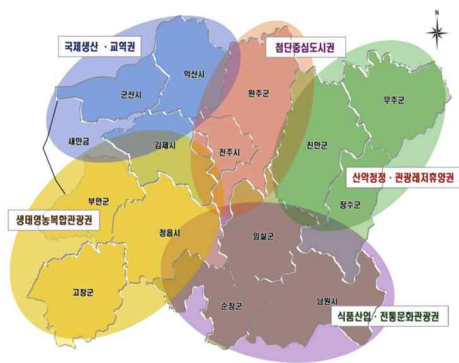 국제생산 · 교역권
첨단중심도시권
N
익산시
군산시
완주군
무주군
새만금
김제시
전주시
진안군
산악청정 · 관광레저휴양권
부안군
장수군
생태영농복합관광권
정읍시
임실군
고창군
순창군
남원시
식품산업 · 전통문화관광권